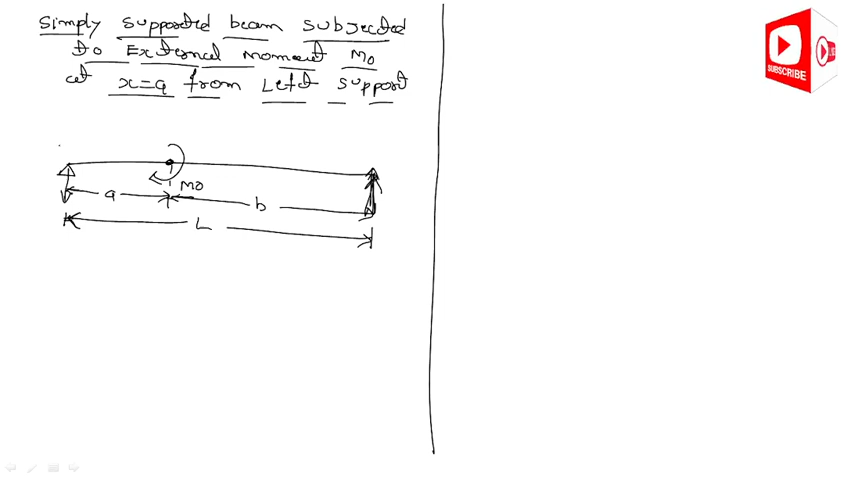 Simply supported beam subjected
to External moment Mo
at x=a from Left support
a
Mo
b
L
SUBSCRIBE